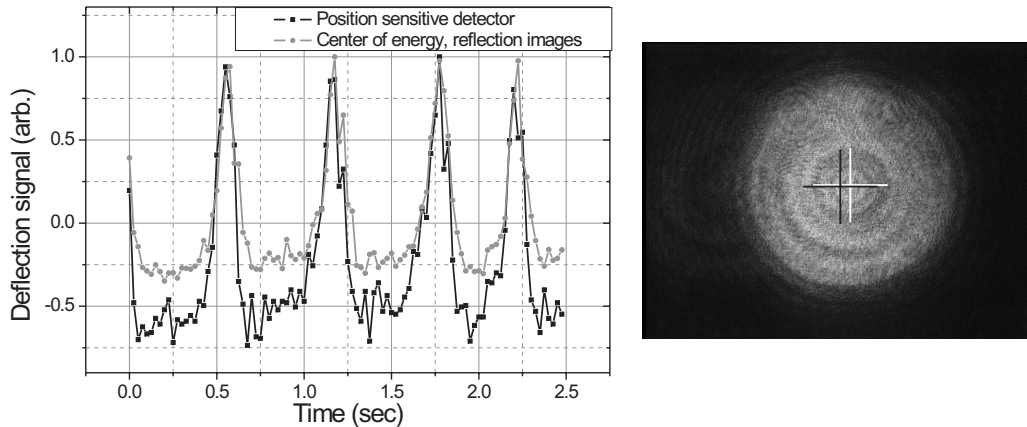 Position sensitive detector
Center of energy, reflection images
Deflection signal (arb.)
1.0
0.5
0.0
-0.5
0.0
0.5
1.0
1.5
2.0
2.5
Time (sec)